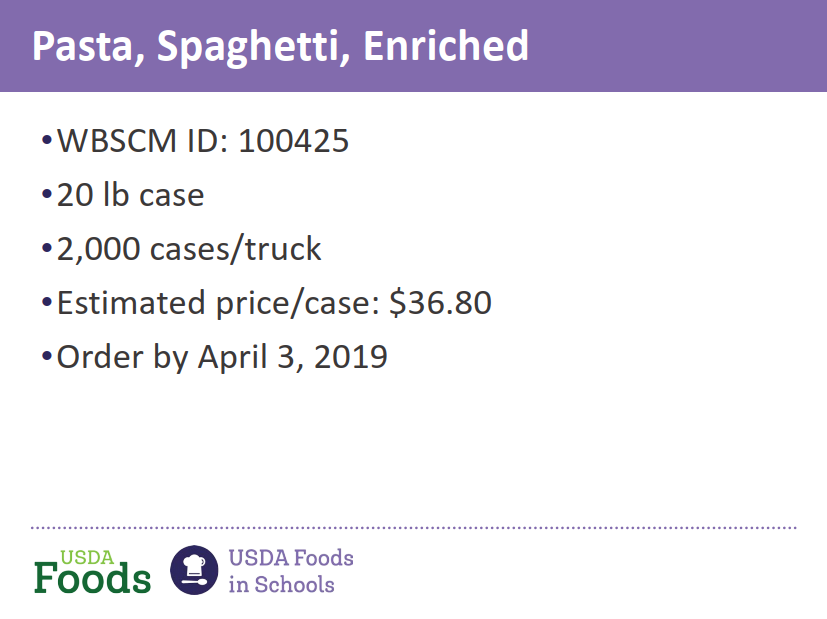 Pasta, Spaghetti, Enriched
•WBSCM ID: 100425
•20 lb case
•2,000 cases/truck
•Estimated price/case: $36.80
•Order by April 3, 2019
USDA
Foods
USDA Foods
in Schools